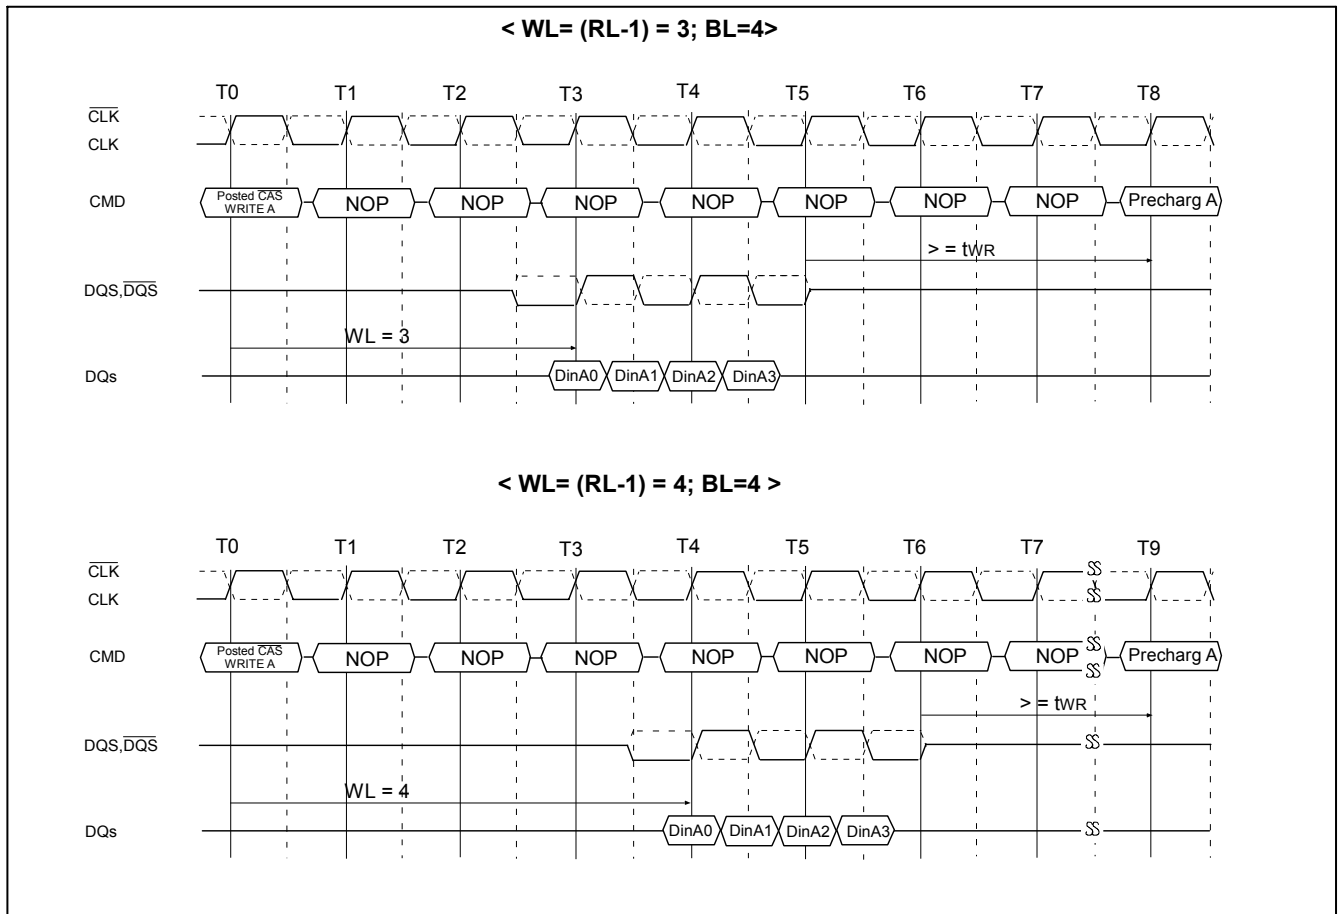 < WL= (RL-1) = 3; BL=4>
T0 T1 T2 T3 T4 T5 T6 T7 T8
CLK
CLK
CMD Posted CAS WRITE A NOP NOP NOP NOP NOP NOP NOP Precharg A
> = tWR
DQS,DQS
WL = 3
DQs DinA0 DinA1 DinA2 DinA3
< WL= (RL-1) = 4; BL=4 >
T0 T1 T2 T3 T4 T5 T6 T7 T9
CLK
CLK
CMD Posted CAS WRITE A NOP NOP NOP NOP NOP NOP NOP Precharg A
> = tWR
DQS,DQS
WL = 4
DQs DinA0 DinA1 DinA2 DinA3